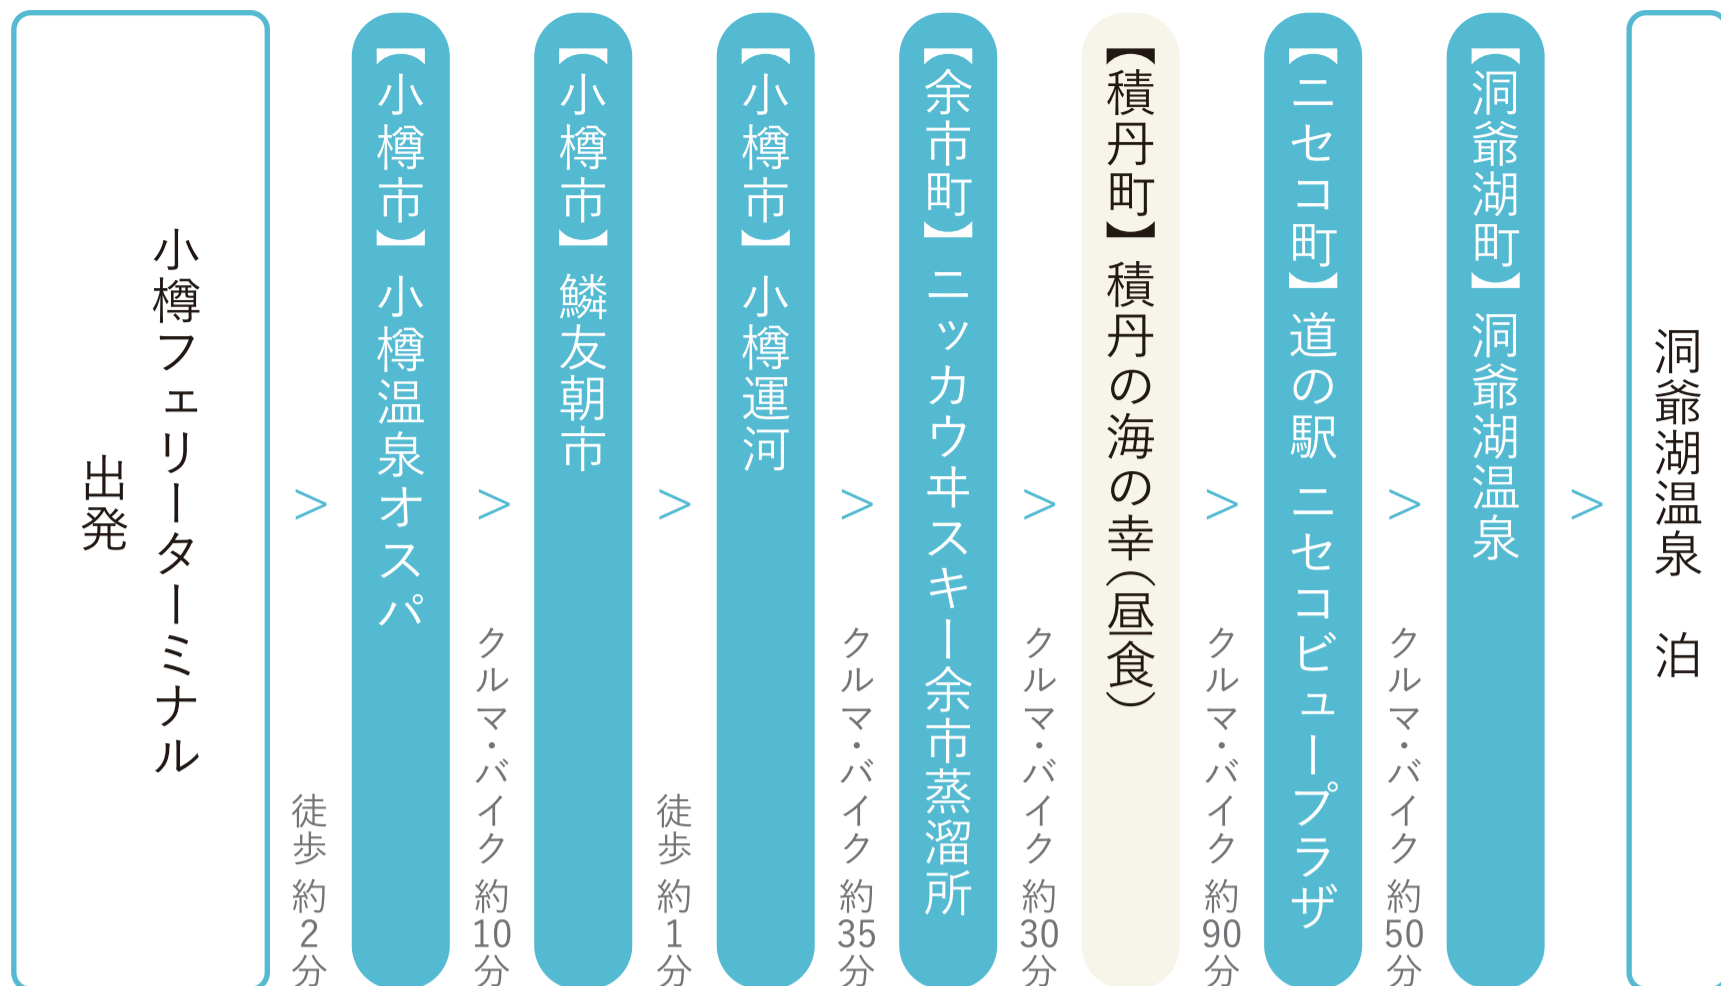 小樽フェリーターミナル
出発
>
徒歩 約2分
【小樽市】小樽温泉オスパ
>
クルマ・バイク 約10分
【小樽市】鱗友朝市
>
徒歩 約1分
【小樽市】小樽運河
>
クルマ・バイク 約35分
【余市町】ニッカウヰスキー余市蒸溜所
>
クルマ・バイク 約30分
【積丹町】積丹の海の幸（昼食）
>
クルマ・バイク 約90分
【ニセコ町】道の駅 ニセコビュープラザ
>
クルマ・バイク 約50分
【洞爺湖町】洞爺湖温泉
>
洞爺湖温泉 泊